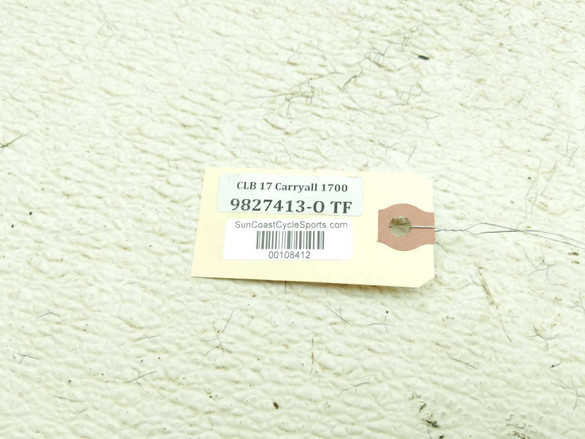 CLB 17 Carryall 1700
9827413-O TF
SunCoastCycleSports.com
00108412